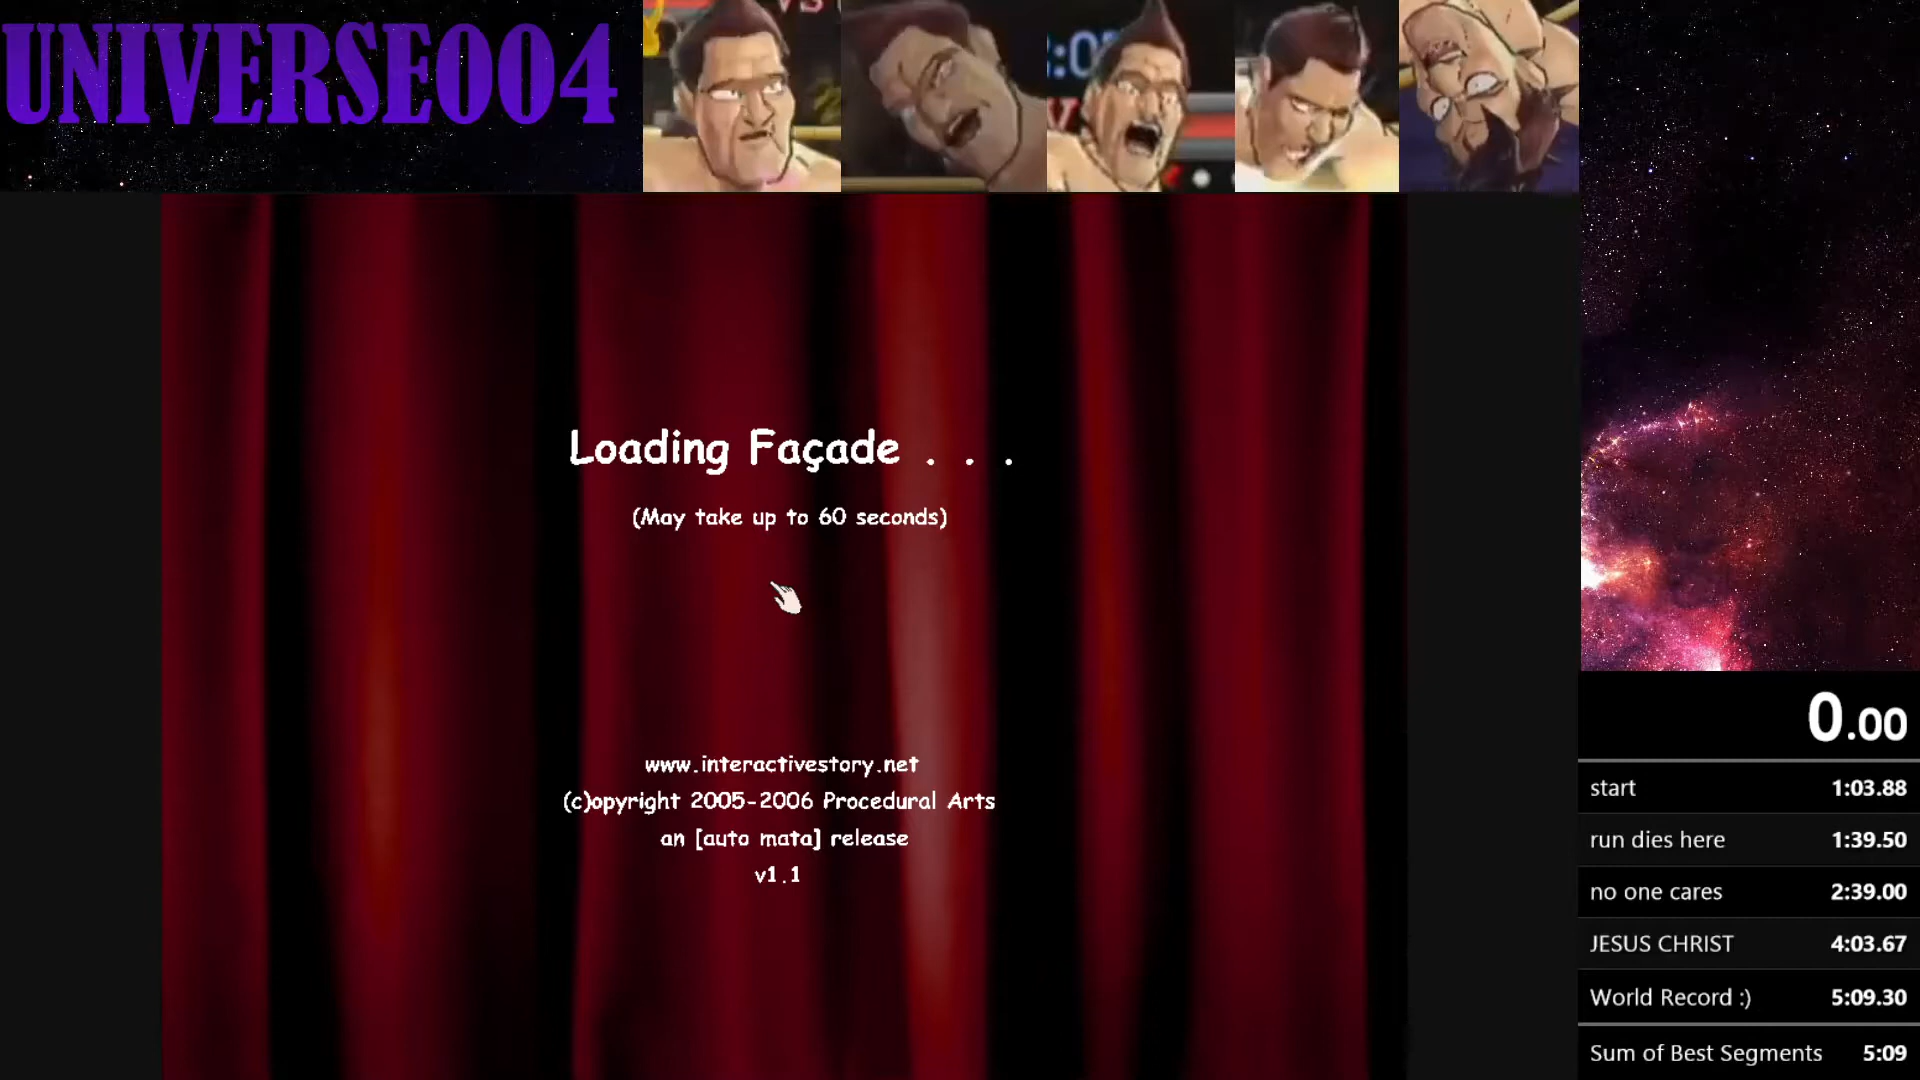 UNIVERSE004
VS
:0
Loading Façade . . .
(May take up to 60 seconds)
www.interactivestory.net
(c)opyright 2005-2006 Procedural Arts
an [auto mata] release
v1.1
0.00
start 1:03.88
run dies here 1:39.50
no one cares 2:39.00
JESUS CHRIST 4:03.67
World Record :) 5:09.30
Sum of Best Segments 5:09